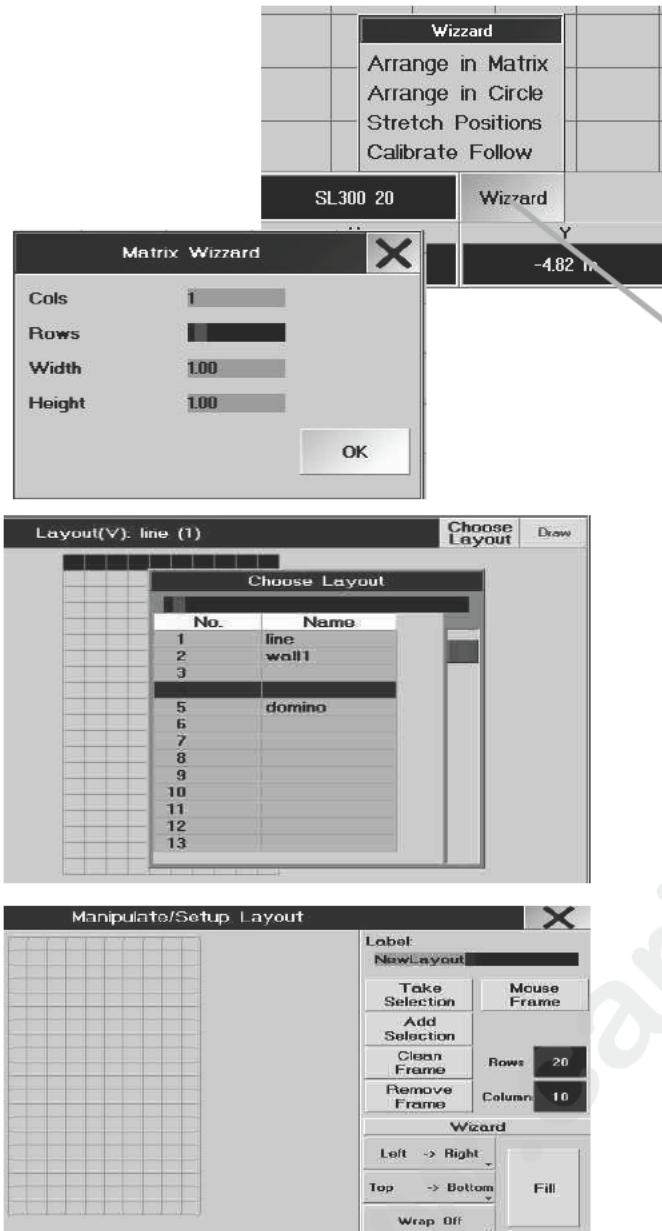 Wizzard
Arrange in Matrix
Arrange in Circle
Stretch Positions
Calibrate Follow
SL300 20 Wizzard
Y
-4.82 m
Matrix Wizzard
Cols 1
Rows
Width 1.00
Height 1.00
OK
Layout(V): line (1)
Choose Layout
Draw
Choose Layout
No. Name
1 line
2 wall1
3
5 domino
6
7
8
9
10
11
12
13
Manipulate/Setup Layout
Label:
NewLayout
Take Selection
Mouse Frame
Add Selection
Clean Frame
Rows 20
Remove Frame
Column: 10
Wizard
Left -> Right
Top -> Bottom
Fill
Wrap Off